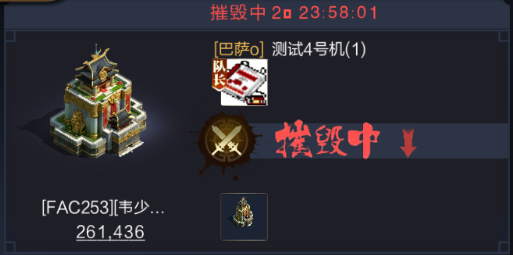 摧毁中 2D 23:58:01
[巴萨o] 测试4号机(1)
队长
摧毁中
[FAC253][韦少...
261,436